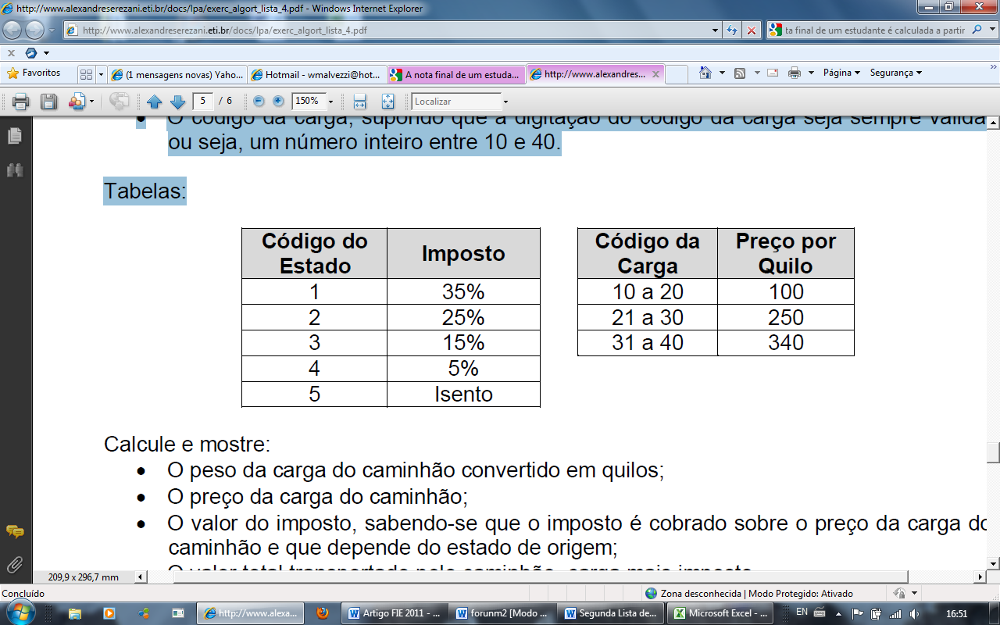 http://www.alexandreserezani.eti.br/docs/lpa/exerc_algort_lista_4.pdf - Windows Internet Explorer
http://www.alexandreserezani.eti.br/docs/lpa/exerc_algort_lista_4.pdf
ta final de um estudante é calculada a partir
Favoritos
(1 mensagens novas) Yaho...
Hotmail - wmalvezzi@hot...
A nota final de um estuda...
http://www.alexandres...
Página
Segurança
5 / 6
150%
Localizar
O código da carga, supondo que a digitação do código da carga seja sempre válida
ou seja, um número inteiro entre 10 e 40.
Tabelas:
Código do Estado Imposto
1 35%
2 25%
3 15%
4 5%
5 Isento
Código da Carga Preço por Quilo
10 a 20 100
21 a 30 250
31 a 40 340
Calcule e mostre:
• O peso da carga do caminhão convertido em quilos;
• O preço da carga do caminhão;
• O valor do imposto, sabendo-se que o imposto é cobrado sobre o preço da carga do
caminhão e que depende do estado de origem;
O valor total transportado pelo caminhão, carga mais imposto
209,9 x 296,7 mm
Concluído
Zona desconhecida | Modo Protegido: Ativado
http://www.alexa...
Artigo FIE 2011 - ...
forunm2 [Modo ...
Segunda Lista de...
Microsoft Excel - ...
EN
16:51